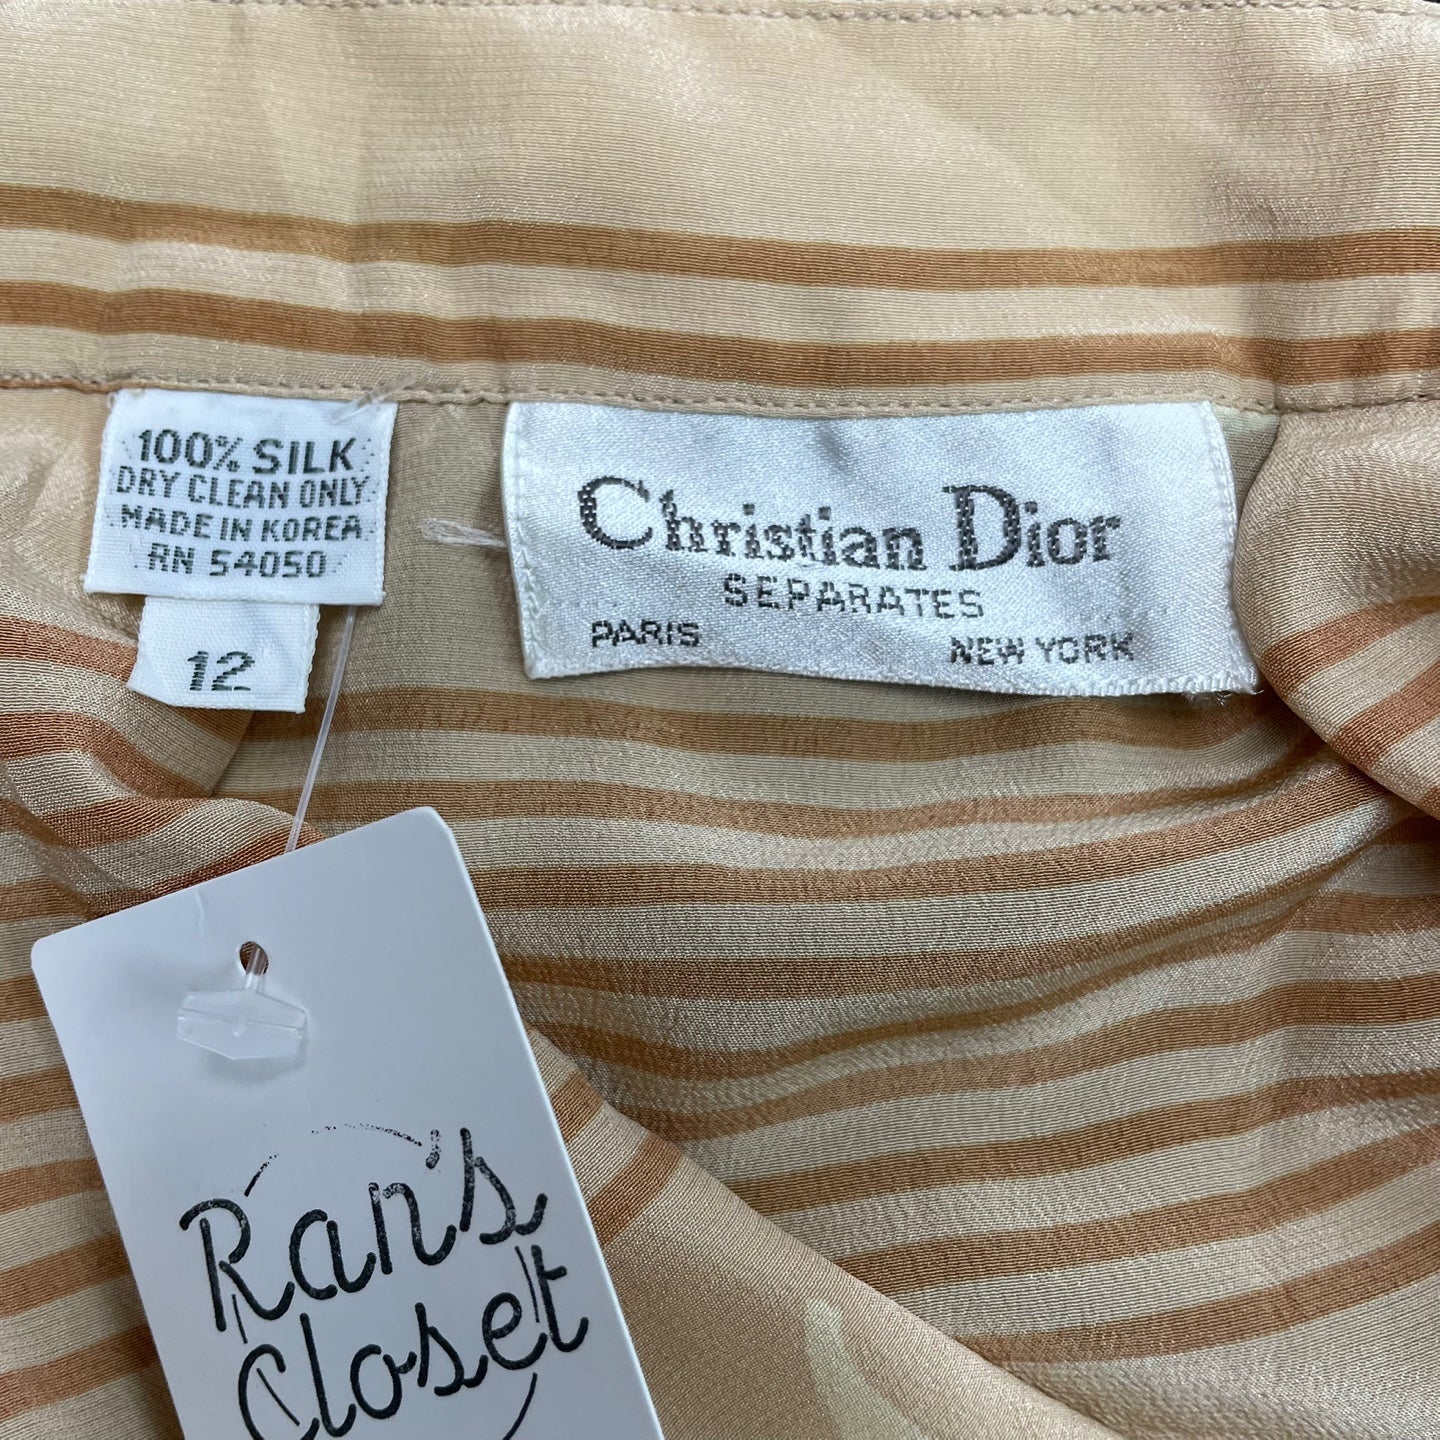 100% SILK
DRY CLEAN ONLY
MADE IN KOREA
RN 54050
12
Christian Dior
SEPARATES
PARIS NEW YORK
Ran's
Closet